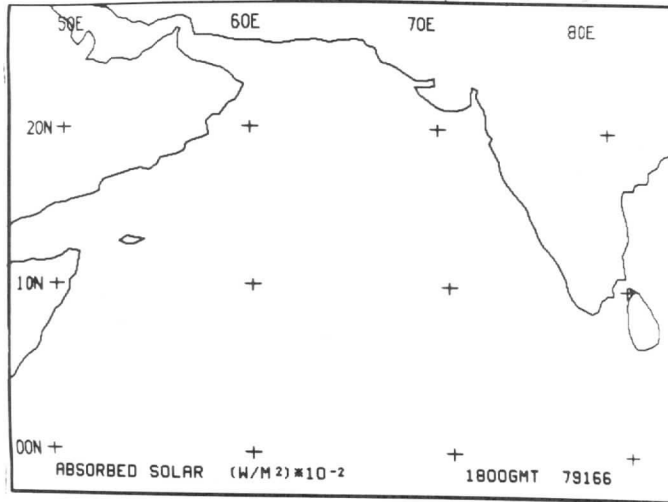 50E 60E 70E 80E
20N
10N
00N
ABSORBED SOLAR (W/M²)*10⁻² 1800GMT 79166